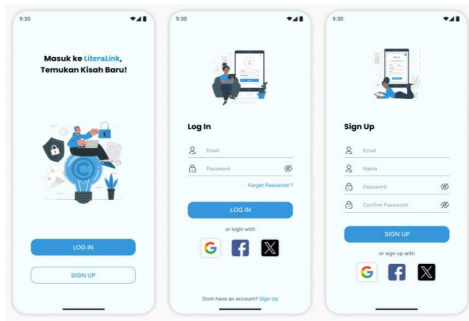 9:30
Masuk ke LiteraLink,
Temukan Kisah Baru!
LOG IN
SIGN UP
9:30
Log In
Email
Password
Forget Password ?
LOG IN
or login with
Dont have an account? Sign Up
9:30
Sign Up
Email
Name
Password
Confirm Password
SIGN UP
or sign up with